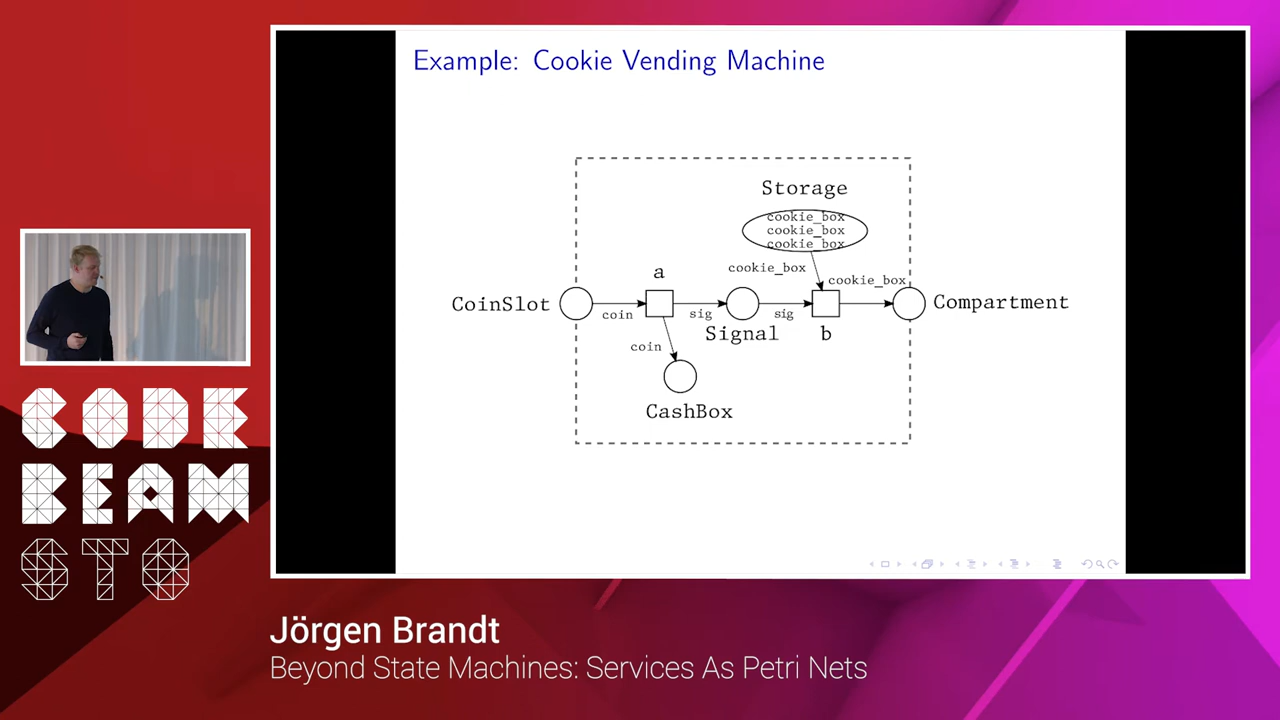 Example: Cookie Vending Machine
Storage
cookie_box
cookie_box
cookie_box
a
cookie_box
cookie_box
CoinSlot
coin
sig
Signal
sig
b
Compartment
coin
CashBox
CODE
BEAM
STO
Jörgen Brandt
Beyond State Machines: Services As Petri Nets